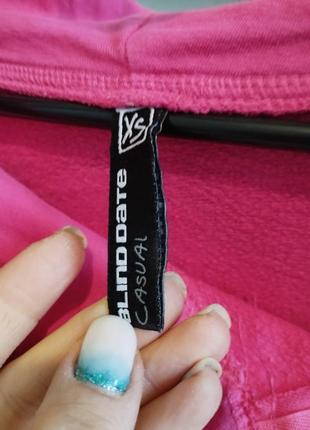 XS
BLIND DATE
CASUAL